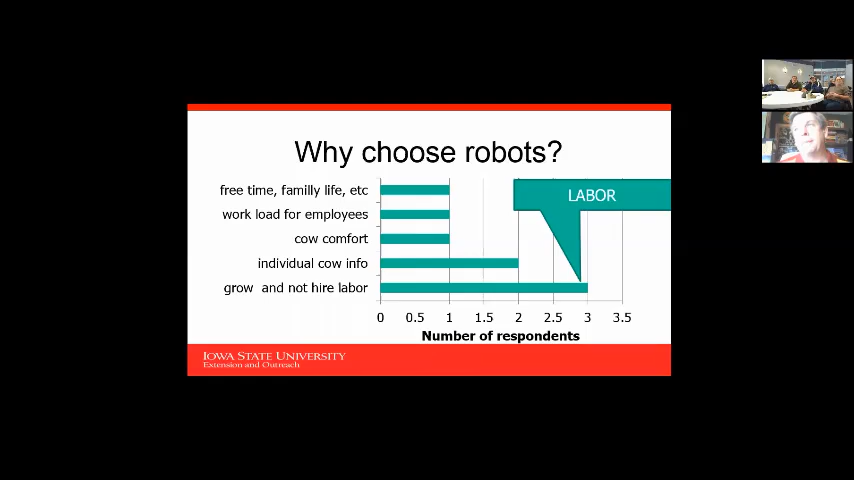 Why choose robots?
free time, familly life, etc
work load for employees
cow comfort
individual cow info
grow and not hire labor
LABOR
0 0.5 1 1.5 2 2.5 3 3.5
Number of respondents
IOWA STATE UNIVERSITY
Extension and Outreach